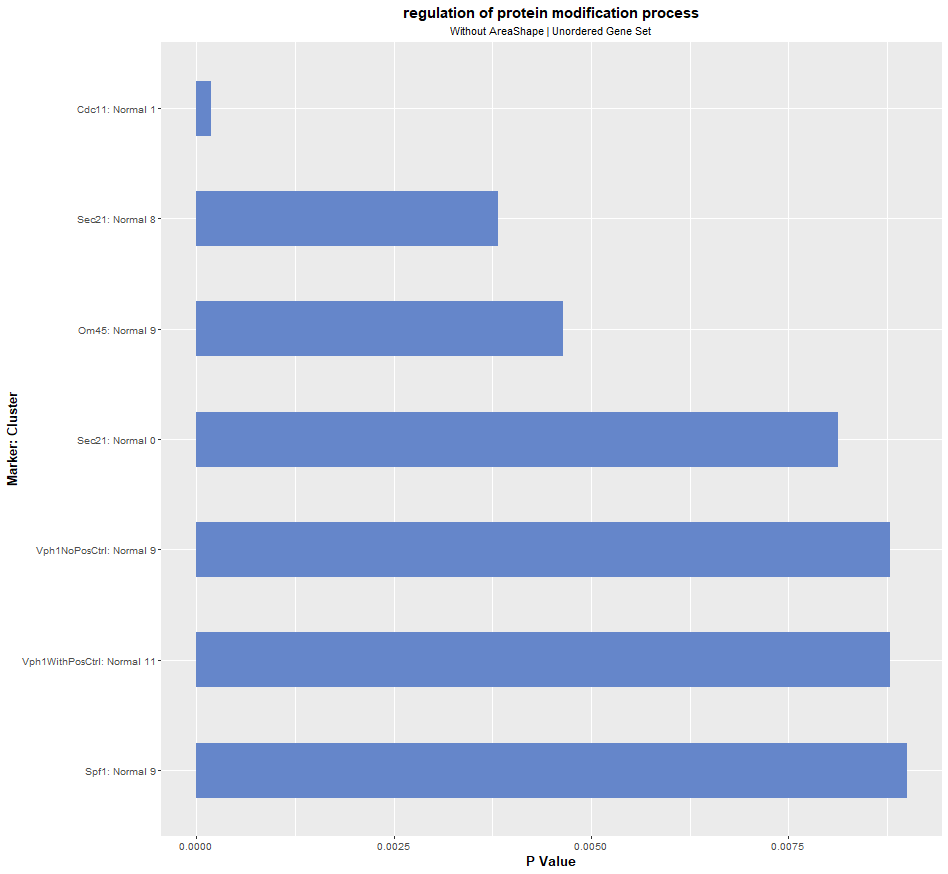 regulation of protein modification process
Without AreaShape | Unordered Gene Set
Marker: Cluster
Cdc11: Normal 1
Sec21: Normal 8
Om45: Normal 9
Sec21: Normal 0
Vph1NoPosCtrl: Normal 9
Vph1WithPosCtrl: Normal 11
Spf1: Normal 9
0.0000 0.0025 0.0050 0.0075
P Value